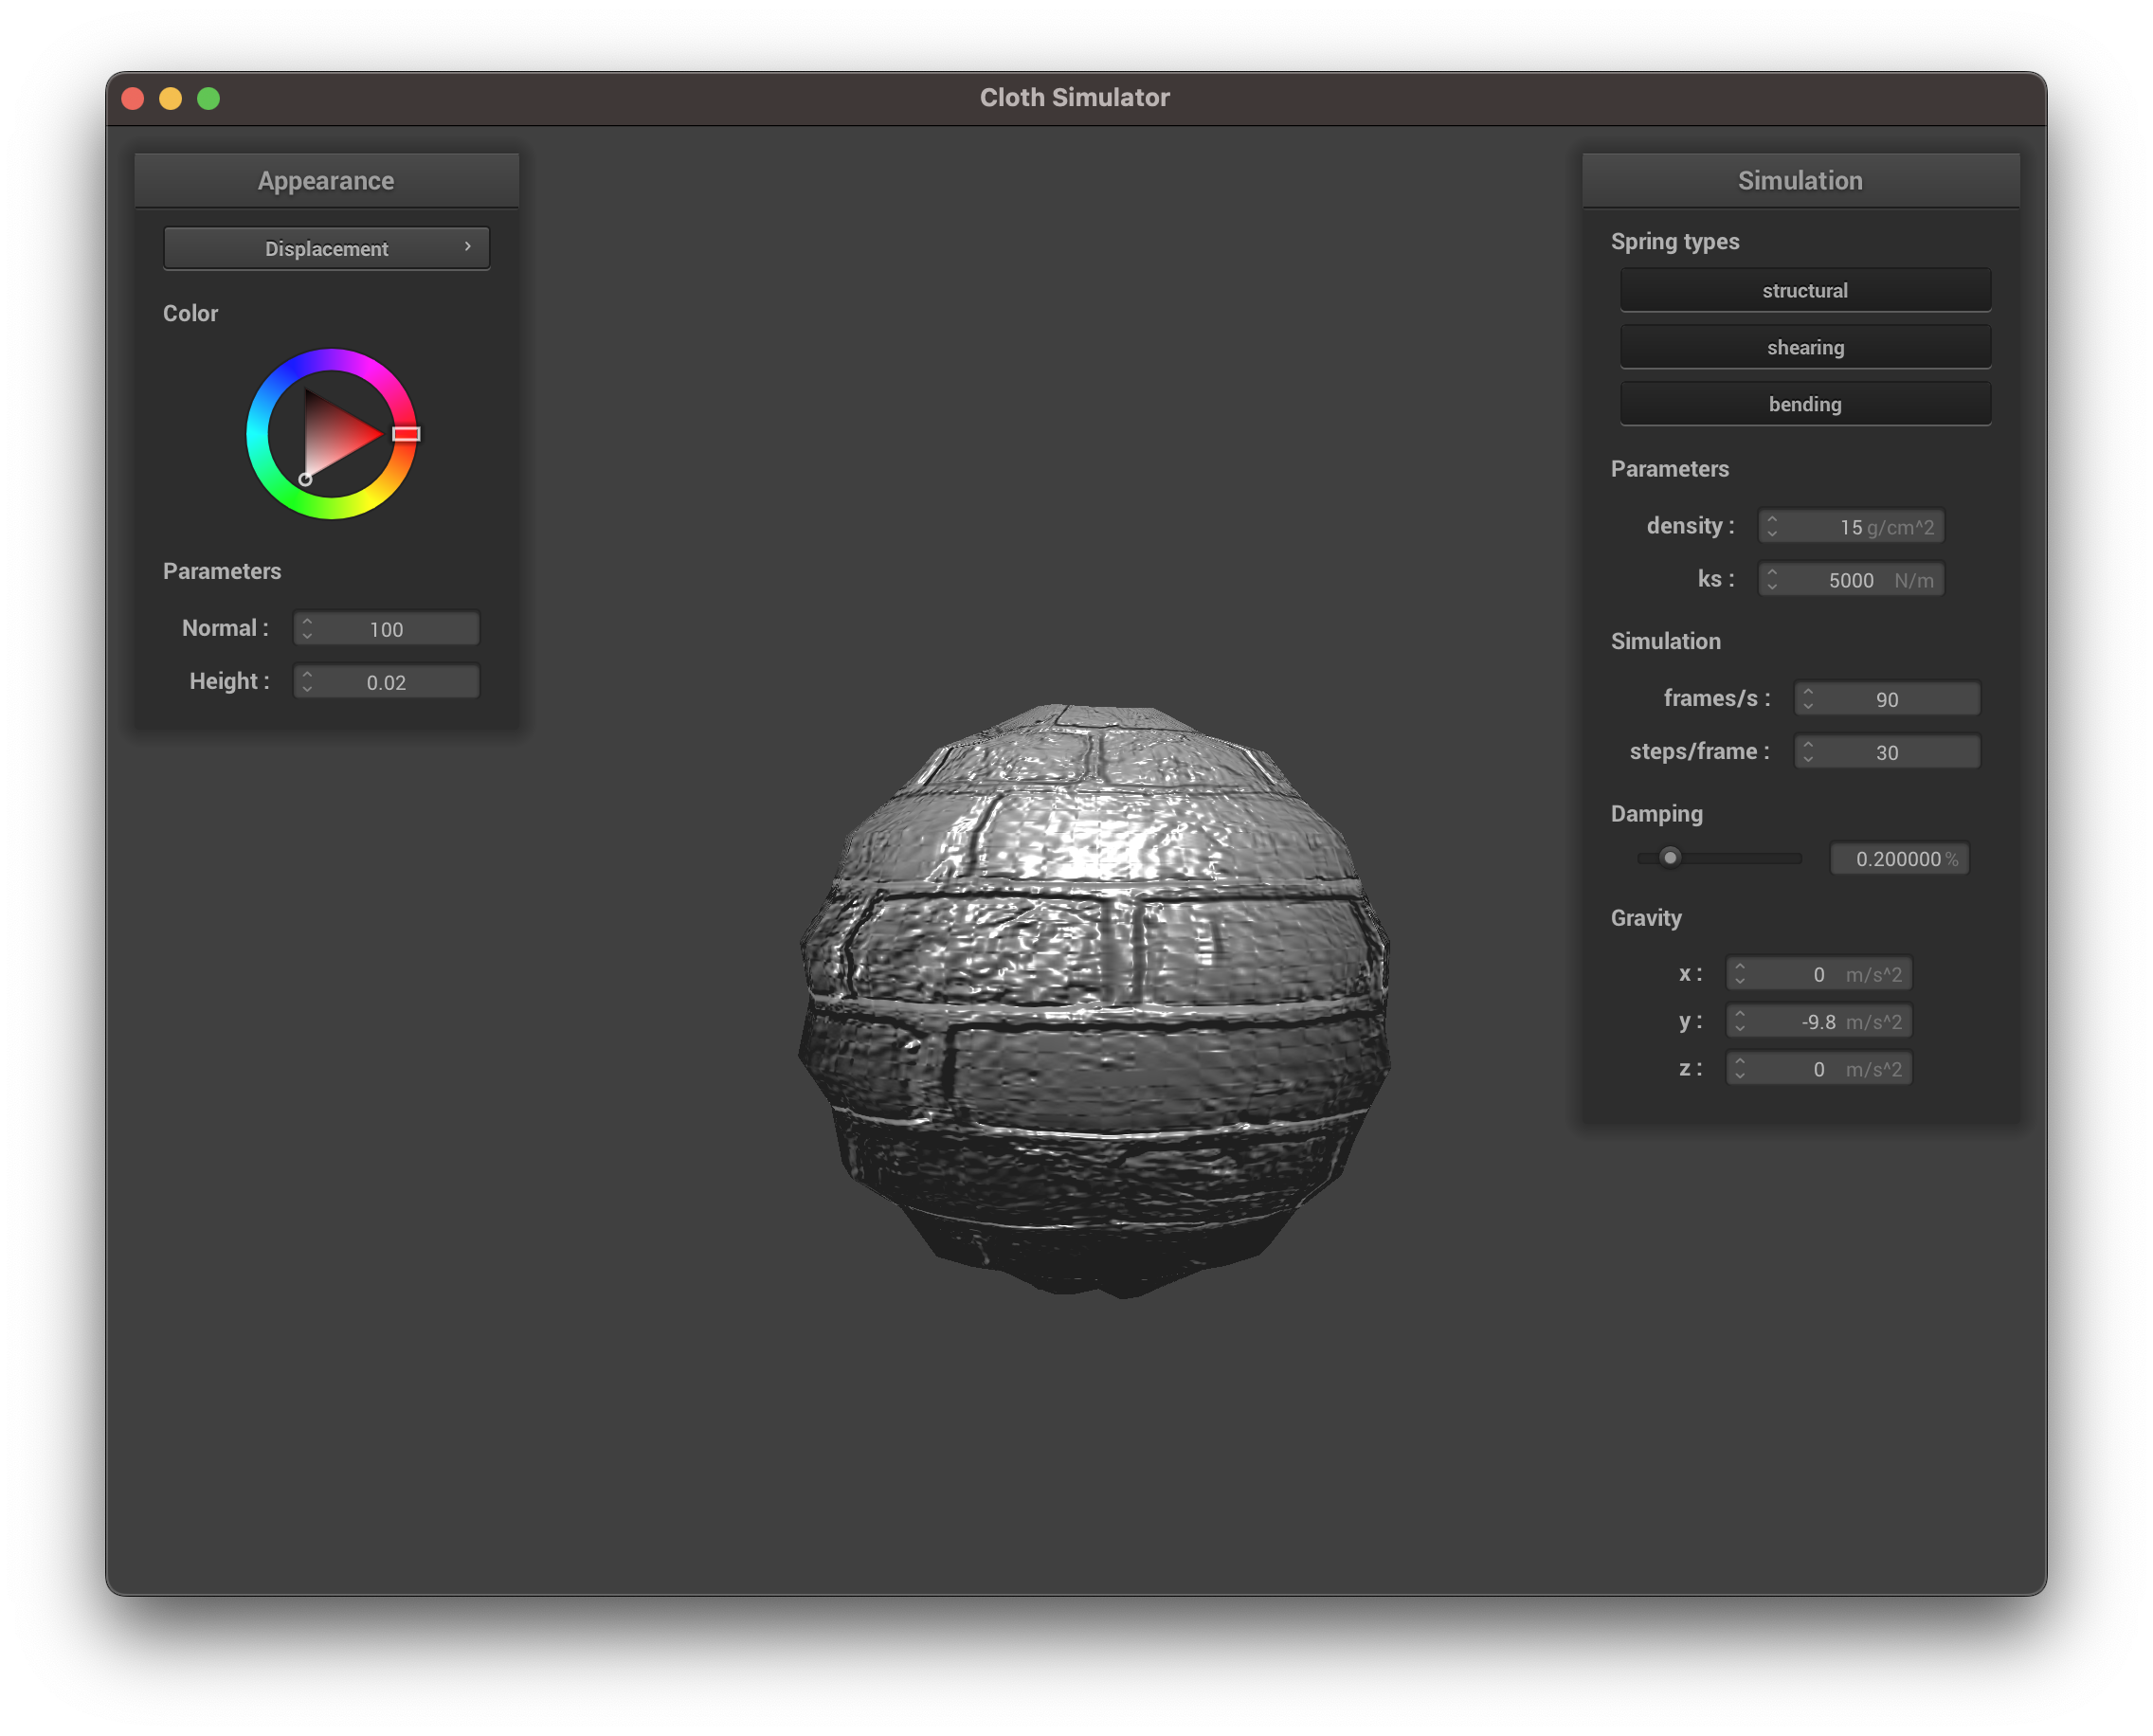 Cloth Simulator
Appearance
Displacement
Color
Parameters
Normal : 100
Height : 0.02
Simulation
Spring types
structural
shearing
bending
Parameters
density : 15 g/cm^2
ks : 5000 N/m
Simulation
frames/s : 90
steps/frame : 30
Damping
0.200000 %
Gravity
x : 0 m/s^2
y : -9.8 m/s^2
z : 0 m/s^2